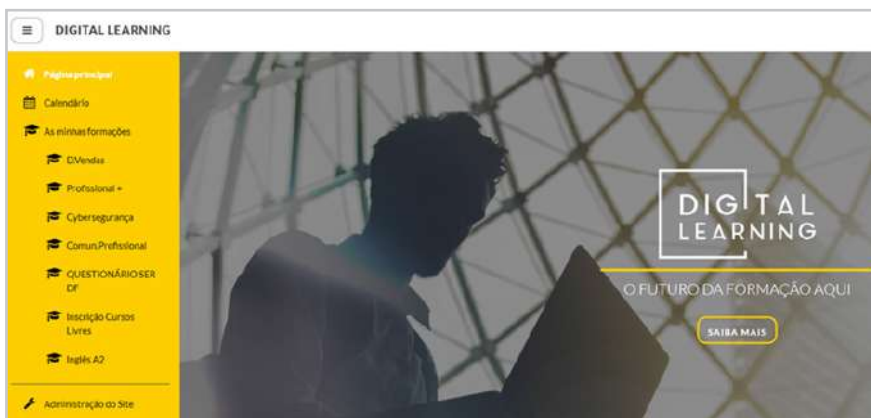 DIGITAL LEARNING
Página principal
Calendário
As minhas formações
D.Vendas
Profissional +
Cybersegurança
Comun.Profissional
QUESTIONÁRIO SER
DF
Inscrição Cursos
Livres
Inglês A2
Administração do Site
DIGITAL
LEARNING
O FUTURO DA FORMAÇÃO AQUI
SAIBA MAIS